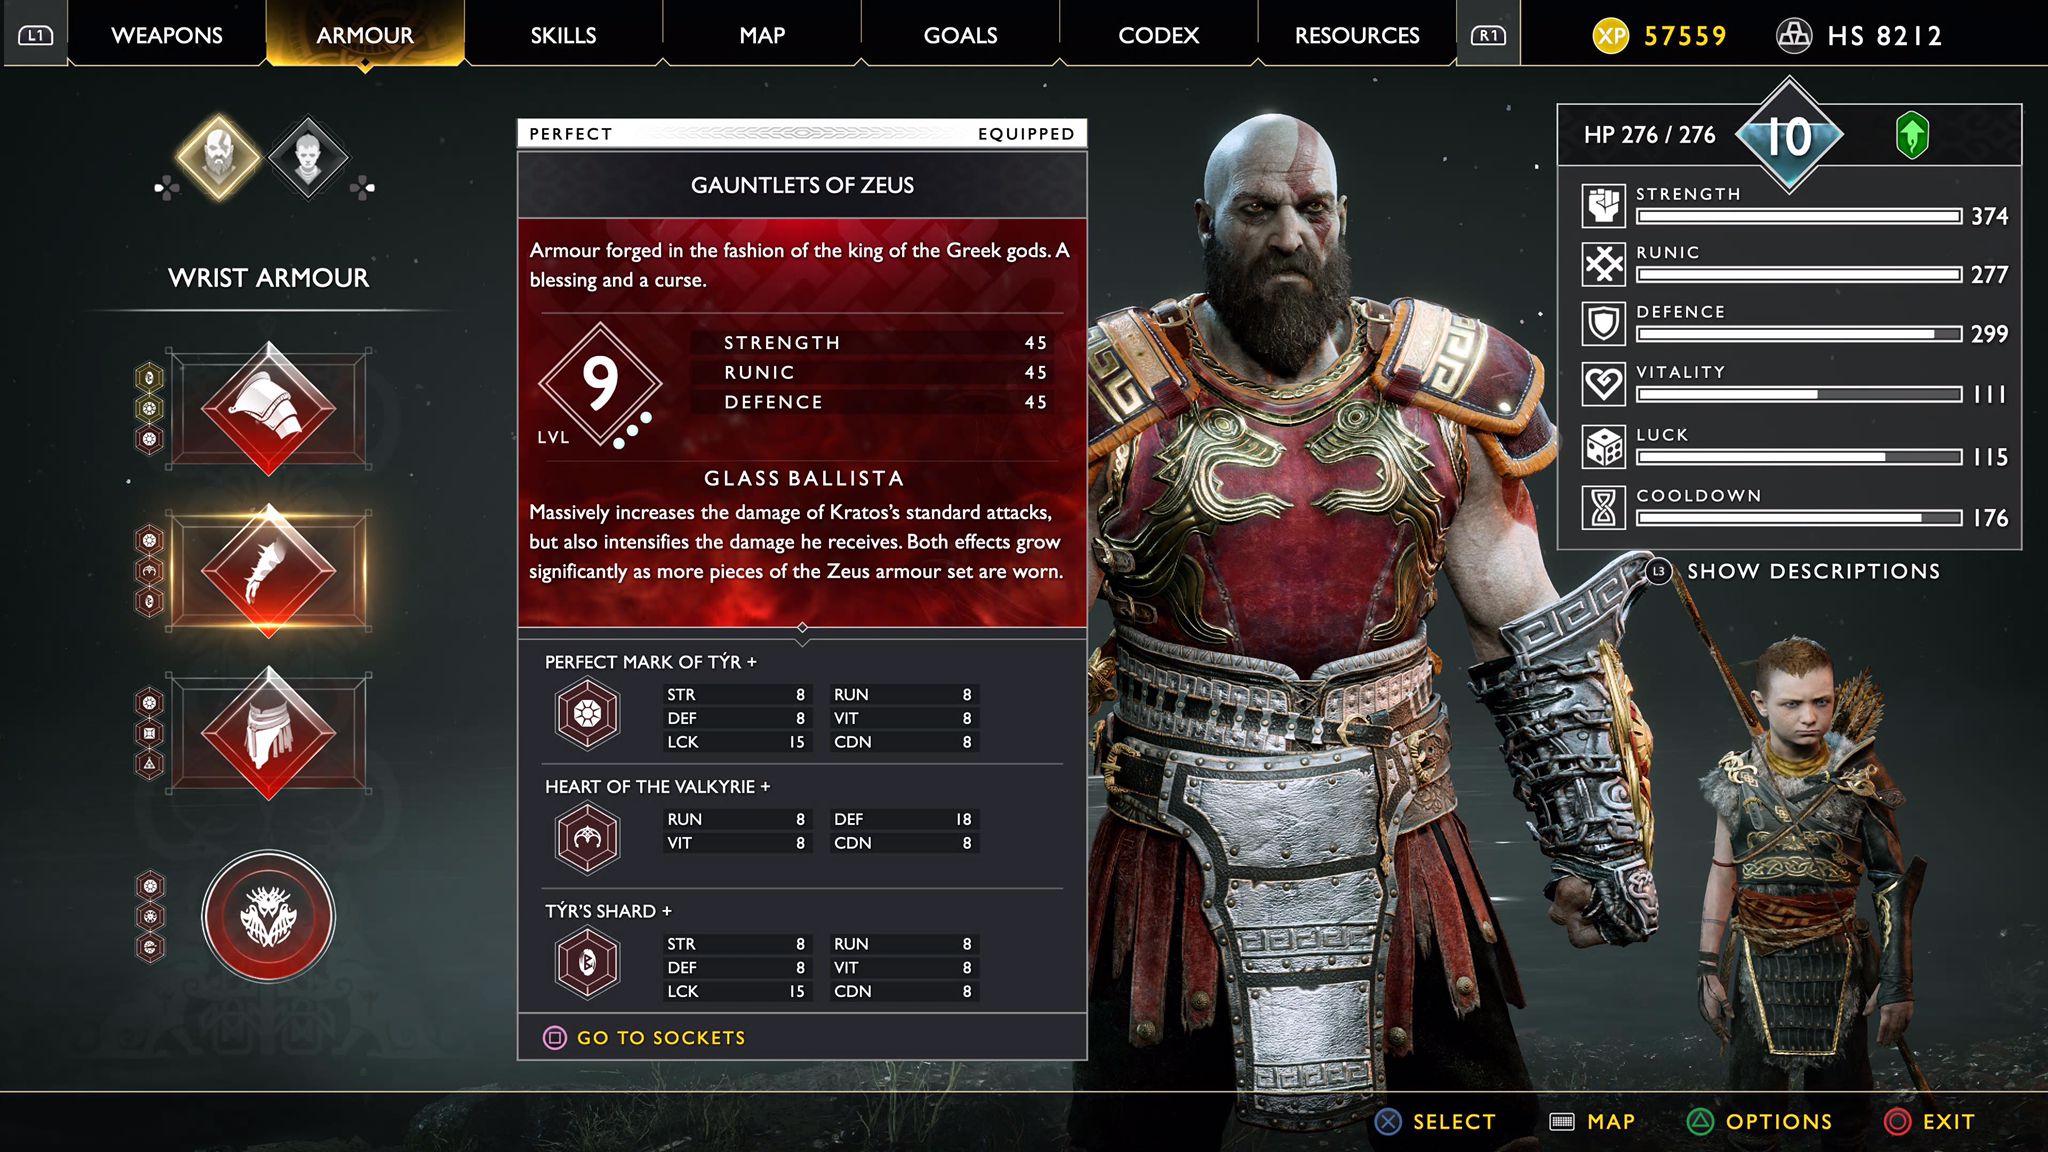 L1 WEAPONS ARMOUR SKILLS MAP GOALS CODEX RESOURCES R1 XP 57559 HS 8212
WRIST ARMOUR
PERFECT EQUIPPED
GAUNTLETS OF ZEUS
Armour forged in the fashion of the king of the Greek gods. A
blessing and a curse.
9
LVL
STRENGTH 45
RUNIC 45
DEFENCE 45
GLASS BALLISTA
Massively increases the damage of Kratos's standard attacks,
but also intensifies the damage he receives. Both effects grow
significantly as more pieces of the Zeus armour set are worn.
PERFECT MARK OF TÝR +
STR 8 RUN 8
DEF 8 VIT 8
LCK 15 CDN 8
HEART OF THE VALKYRIE +
RUN 8 DEF 18
VIT 8 CDN 8
TÝR'S SHARD +
STR 8 RUN 8
DEF 8 VIT 8
LCK 15 CDN 8
GO TO SOCKETS
HP 276 / 276 10
STRENGTH
374
RUNIC
277
DEFENCE
299
VITALITY
111
LUCK
115
COOLDOWN
176
L3 SHOW DESCRIPTIONS
SELECT MAP OPTIONS EXIT